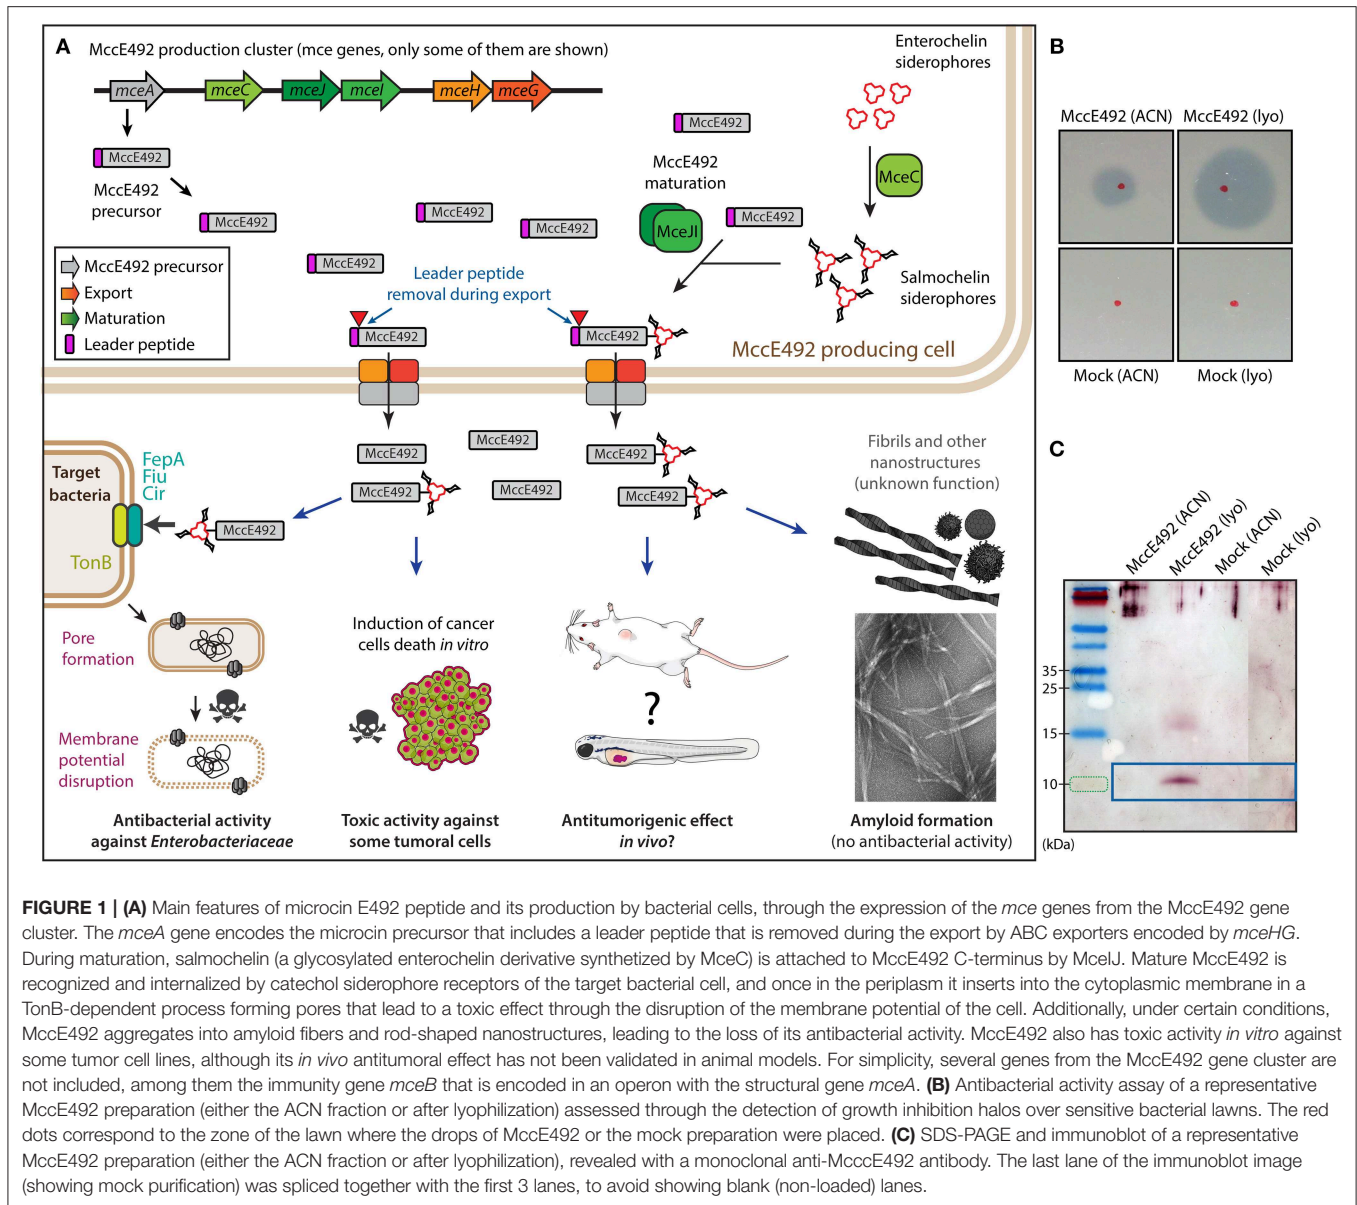 A
MccE492 production cluster (mce genes, only some of them are shown)
mceA
mceC
mceJ
mceI
mceH
mceG
Enterochelin
siderophores
MccE492
MccE492
precursor
MccE492
MccE492
MccE492
MccE492
MccE492
MccE492
maturation
MceJI
MccE492
MceC
Salmochelin
siderophores
MccE492 precursor
Export
Maturation
Leader peptide
MccE492
Leader peptide
removal during export
MccE492
MccE492
MccE492 producing cell
Target
bacteria
FepA
Fiu
Cir
TonB
MccE492
MccE492
MccE492
MccE492
MccE492
MccE492
MccE492
Fibrils and other
nanostructures
(unknown function)
Pore
formation
Membrane
potential
disruption
Induction of cancer
cells death in vitro
?
Antibacterial activity
against Enterobacteriaceae
Toxic activity against
some tumoral cells
Antitumorigenic effect
in vivo?
Amyloid formation
(no antibacterial activity)
B
MccE492 (ACN)
MccE492 (lyo)
Mock (ACN)
Mock (lyo)
C
MccE492 (ACN)
MccE492 (lyo)
Mock (ACN)
Mock (lyo)
35
25
15
10
(kDa)
FIGURE 1 | (A) Main features of microcin E492 peptide and its production by bacterial cells, through the expression of the mce genes from the MccE492 gene
cluster. The mceA gene encodes the microcin precursor that includes a leader peptide that is removed during the export by ABC exporters encoded by mceHG.
During maturation, salmochelin (a glycosylated enterochelin derivative synthetized by MceC) is attached to MccE492 C-terminus by MceIJ. Mature MccE492 is
recognized and internalized by catechol siderophore receptors of the target bacterial cell, and once in the periplasm it inserts into the cytoplasmic membrane in a
TonB-dependent process forming pores that lead to a toxic effect through the disruption of the membrane potential of the cell. Additionally, under certain conditions,
MccE492 aggregates into amyloid fibers and rod-shaped nanostructures, leading to the loss of its antibacterial activity. MccE492 also has toxic activity in vitro against
some tumor cell lines, although its in vivo antitumoral effect has not been validated in animal models. For simplicity, several genes from the MccE492 gene cluster are
not included, among them the immunity gene mceB that is encoded in an operon with the structural gene mceA. (B) Antibacterial activity assay of a representative
MccE492 preparation (either the ACN fraction or after lyophilization) assessed through the detection of growth inhibition halos over sensitive bacterial lawns. The red
dots correspond to the zone of the lawn where the drops of MccE492 or the mock preparation were placed. (C) SDS-PAGE and immunoblot of a representative
MccE492 preparation (either the ACN fraction or after lyophilization), revealed with a monoclonal anti-McccE492 antibody. The last lane of the immunoblot image
(showing mock purification) was spliced together with the first 3 lanes, to avoid showing blank (non-loaded) lanes.